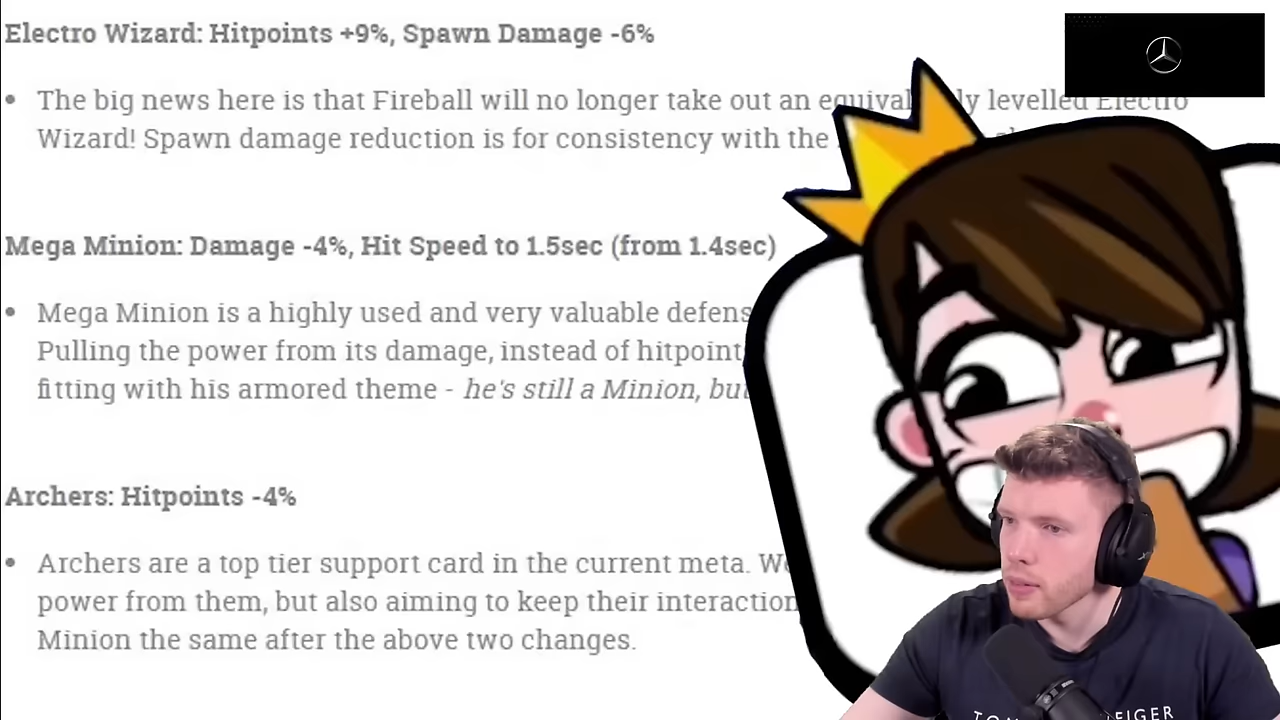 Electro Wizard: Hitpoints +9%, Spawn Damage -6%
• The big news here is that Fireball will no longer take out an levelled Electro
Wizard! Spawn damage reduction is for consistency with the
Mega Minion: Damage -4%, Hit Speed to 1.5sec (from 1.4sec)
• Mega Minion is a highly used and very valuable defens
Pulling the power from its damage, instead of hitpoint
fitting with his armored theme - he's still a Minion, but
Archers: Hitpoints -4%
• Archers are a top tier support card in the current meta. We
power from them, but also aiming to keep their interaction
Minion the same after the above two changes.